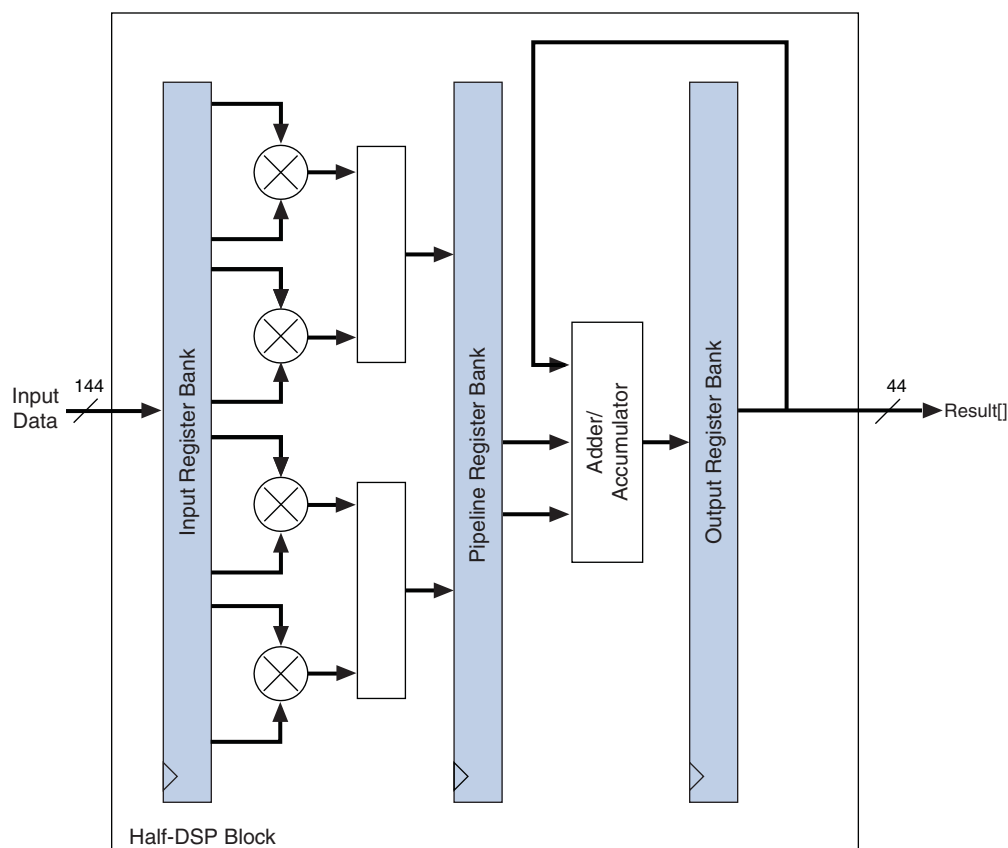 Input
Data
144
Input Register Bank
Pipeline Register Bank
Adder/
Accumulator
Output Register Bank
44
Result[]
Half-DSP Block